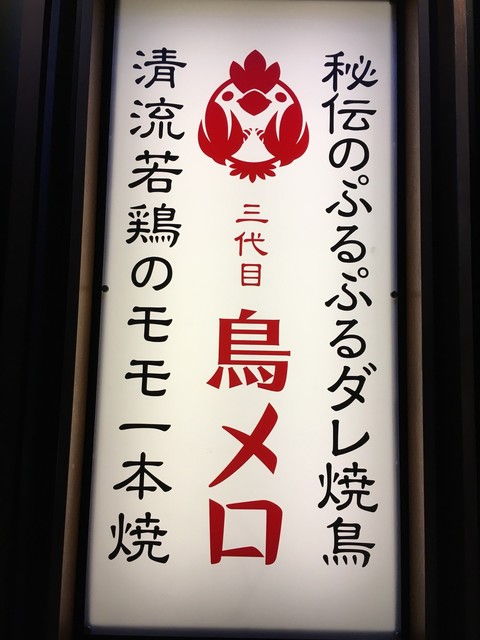 秘伝のぷるぷるダレ焼鳥
三代目
鳥メロ
清流若鶏のモモ一本焼